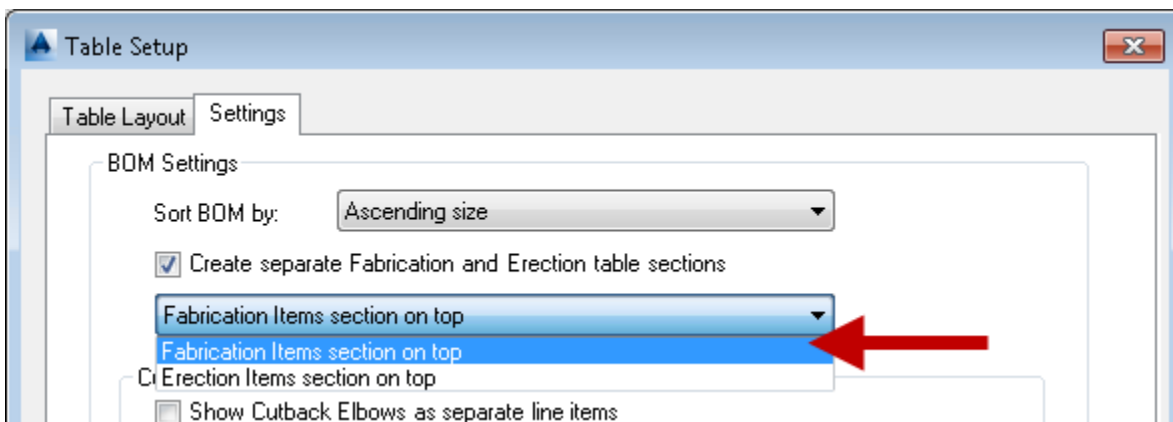 Table Setup
Table Layout
Settings
BOM Settings
Sort BOM by:
Ascending size
Create separate Fabrication and Erection table sections
Fabrication Items section on top
Fabrication Items section on top
Erection Items section on top
Show Cutback Elbows as separate line items